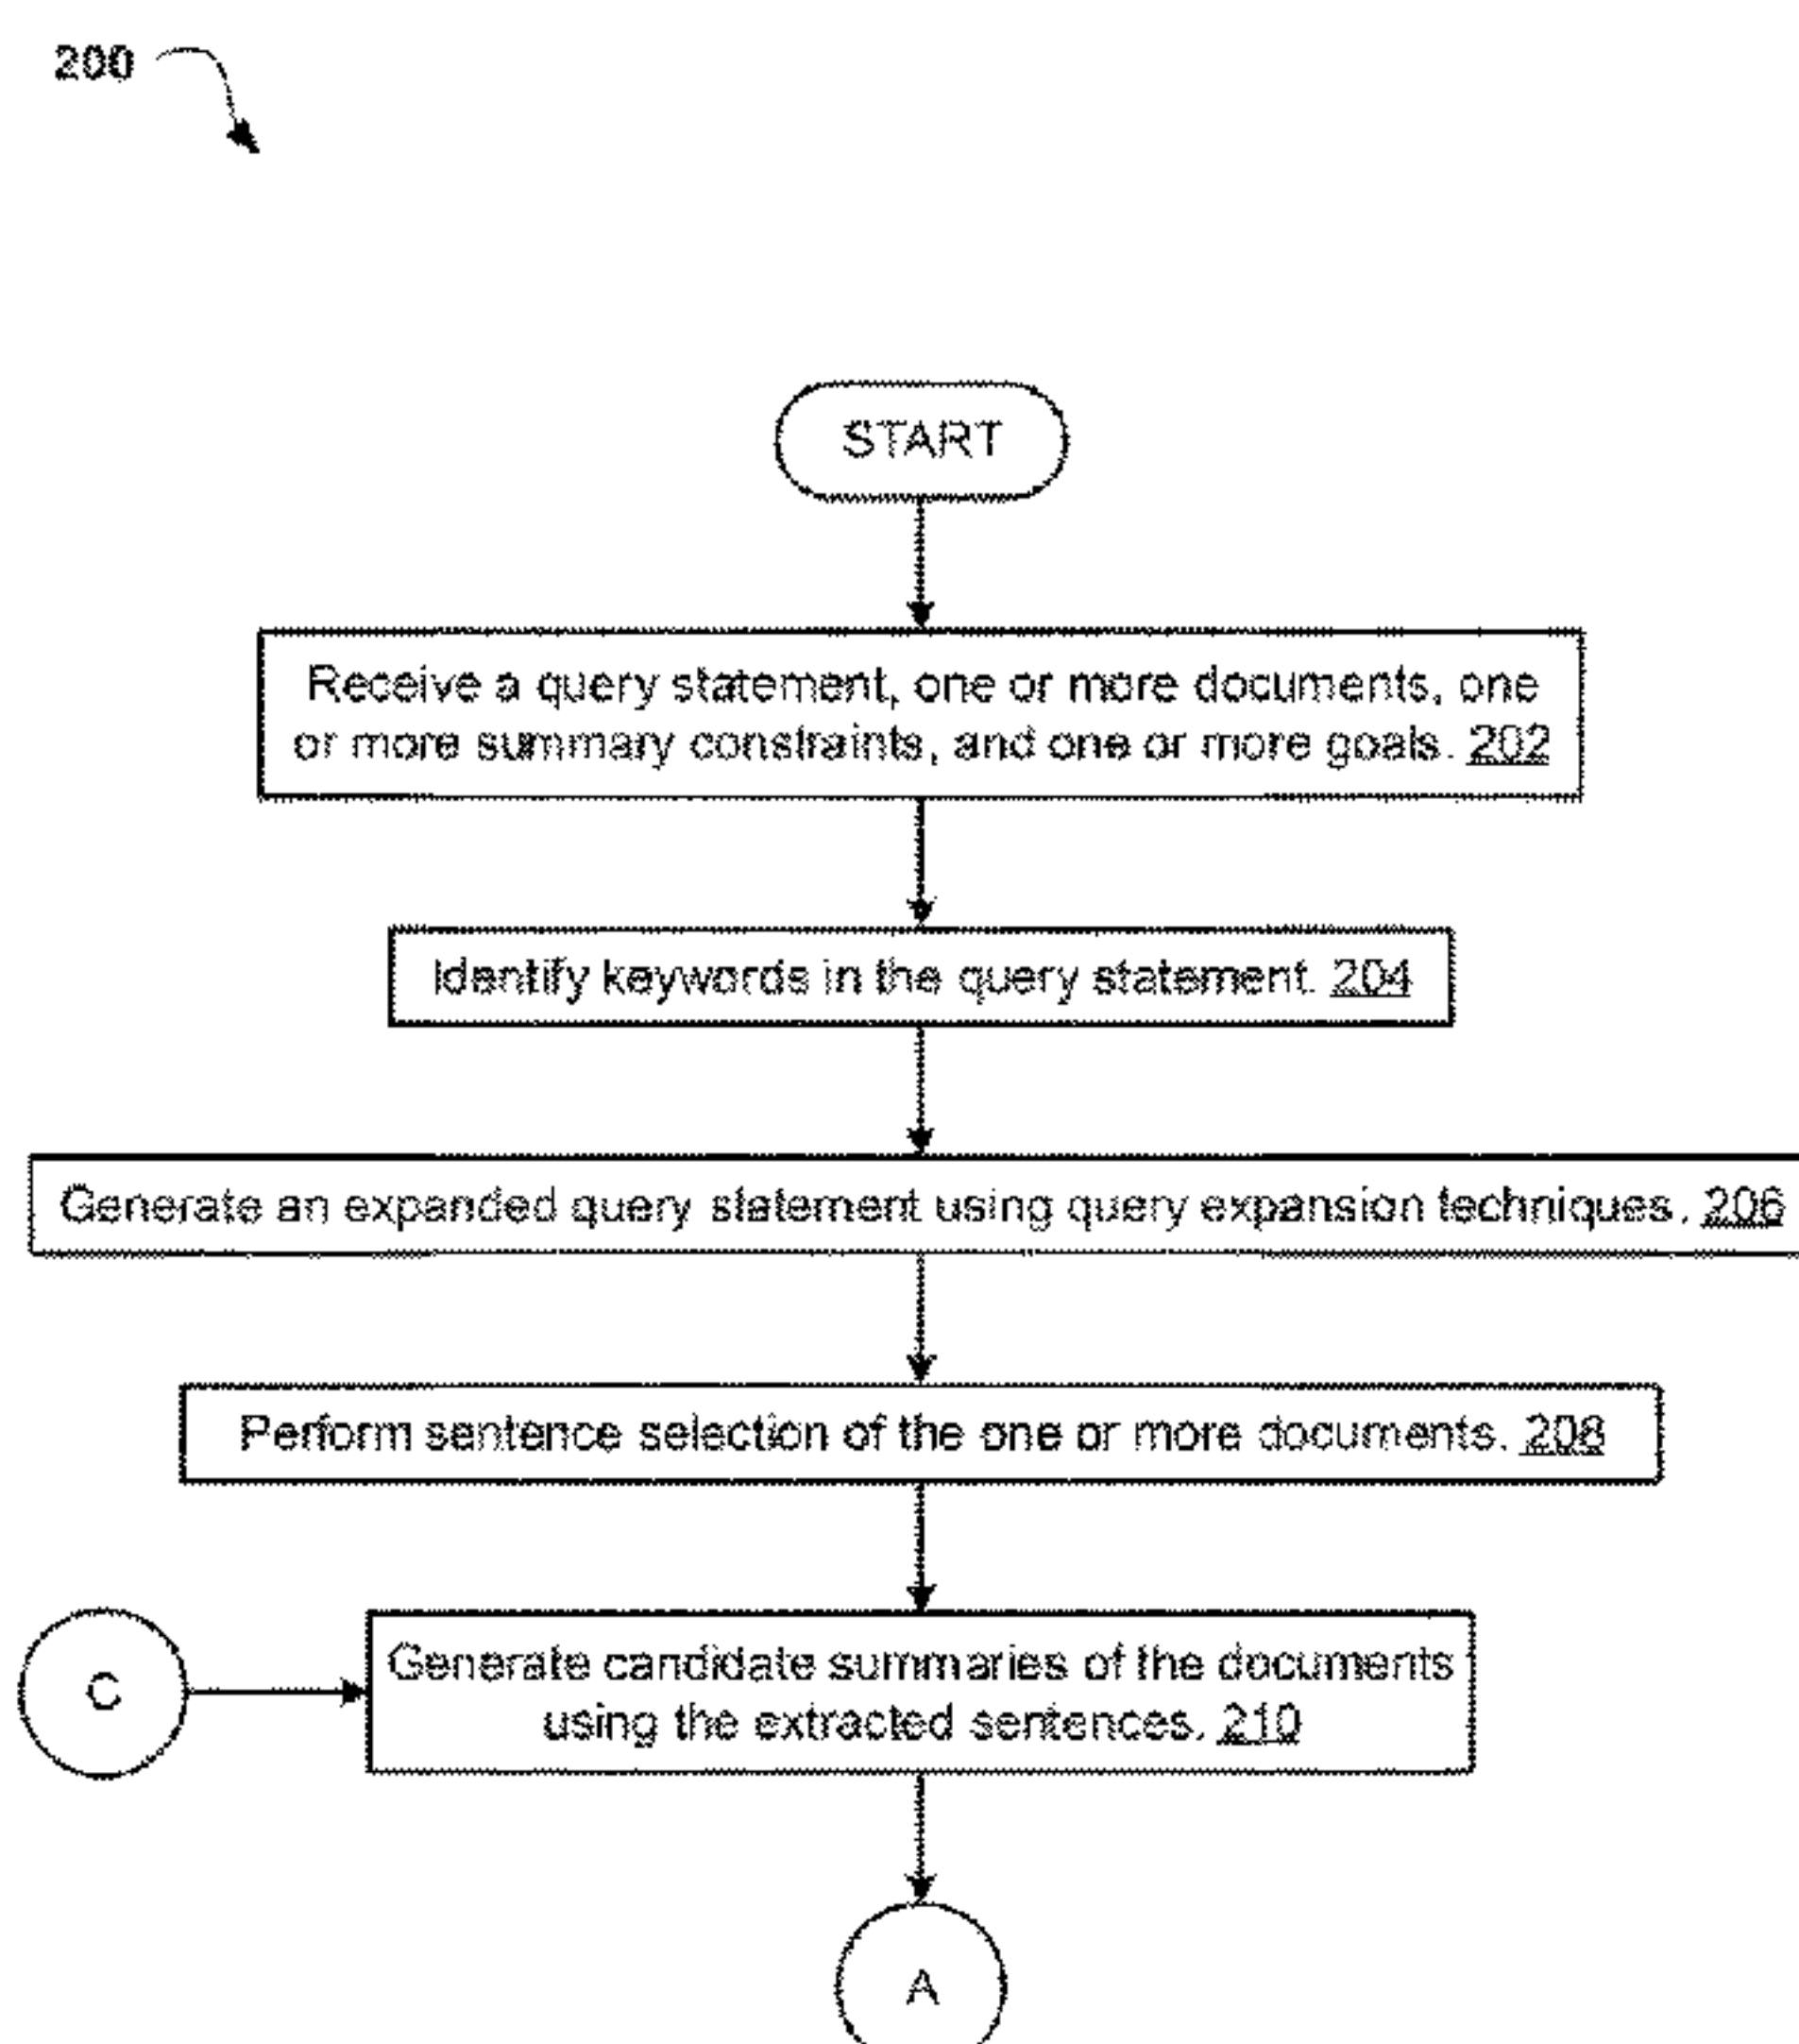 200
START
Receive a query statement, one or more documents, one
or more summary constraints, and one or more goals. 202
Identify keywords in the query statement. 204
Generate an expanded query statement using query expansion techniques. 206
Perform sentence selection of the one or more documents. 208
C
Generate candidate summaries of the documents
using the extracted sentences. 210
A